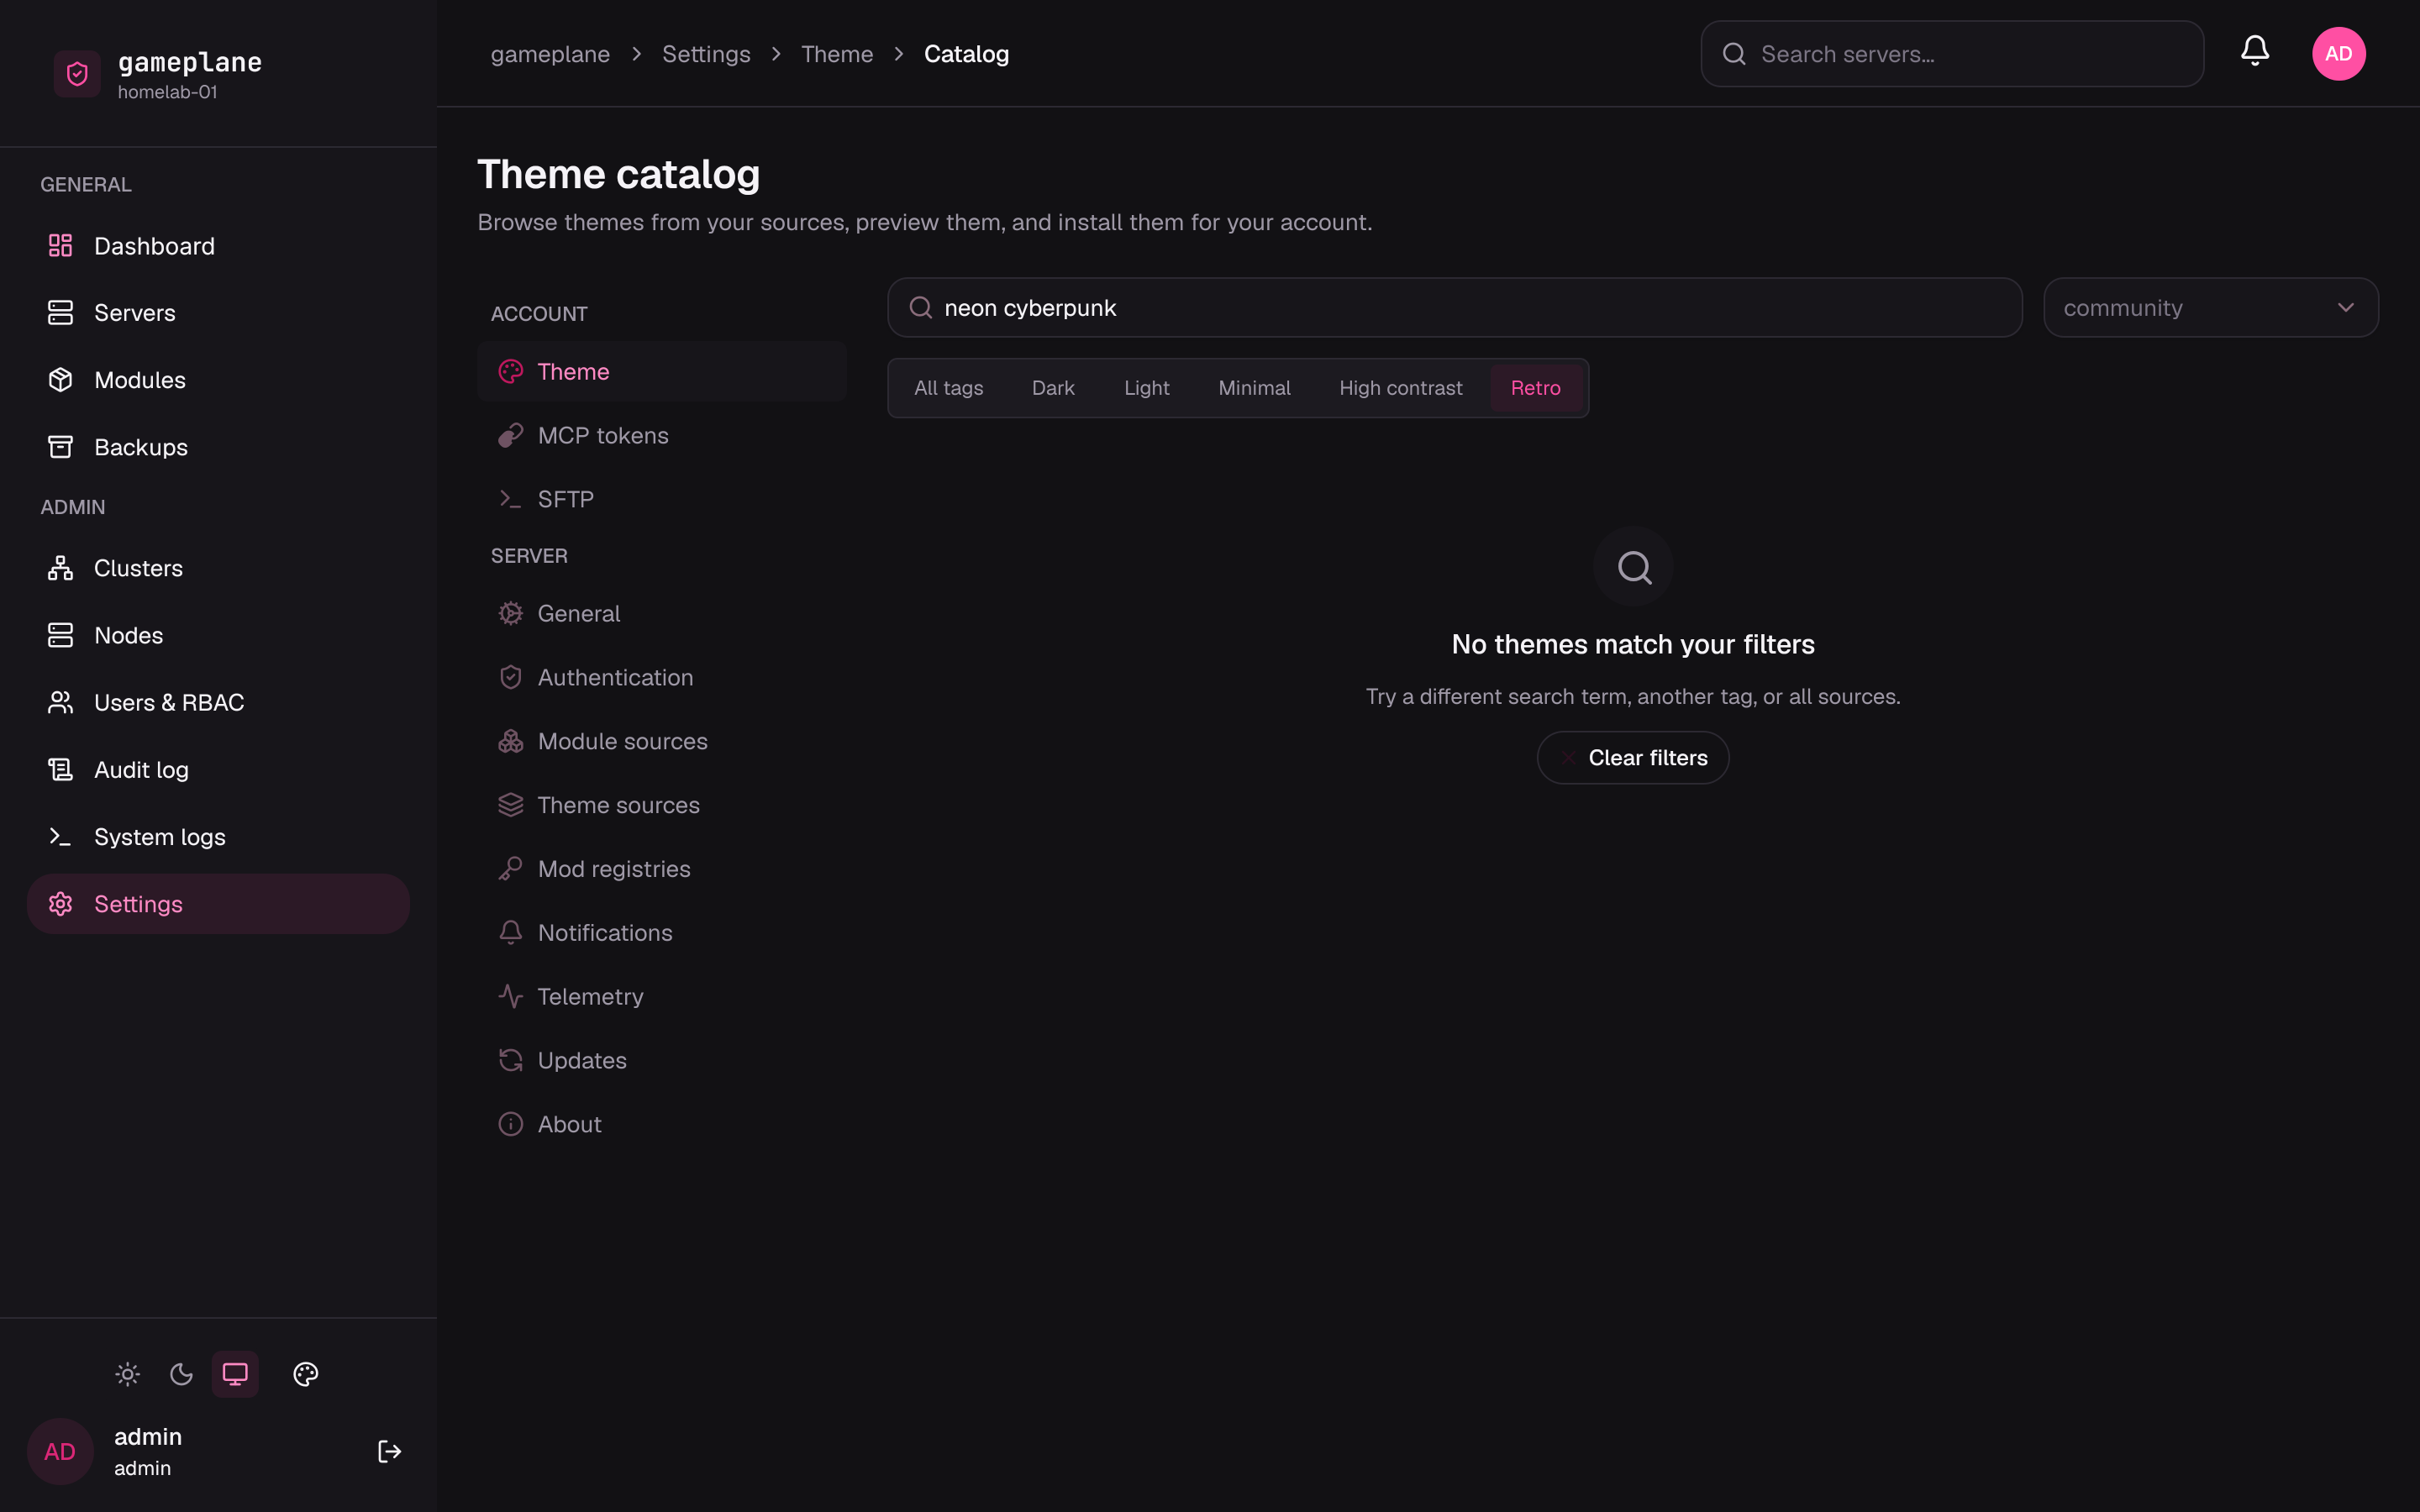 gameplane
homelab-01
GENERAL
Dashboard
Servers
Modules
Backups
ADMIN
Clusters
Nodes
Users & RBAC
Audit log
System logs
Settings
AD
admin
admin
gameplane
Settings
Theme
Catalog
Search servers...
AD
Theme catalog
Browse themes from your sources, preview them, and install them for your account.
ACCOUNT
Theme
MCP tokens
SFTP
SERVER
General
Authentication
Module sources
Theme sources
Mod registries
Notifications
Telemetry
Updates
About
neon cyberpunk
community
All tags
Dark
Light
Minimal
High contrast
Retro
No themes match your filters
Try a different search term, another tag, or all sources.
Clear filters